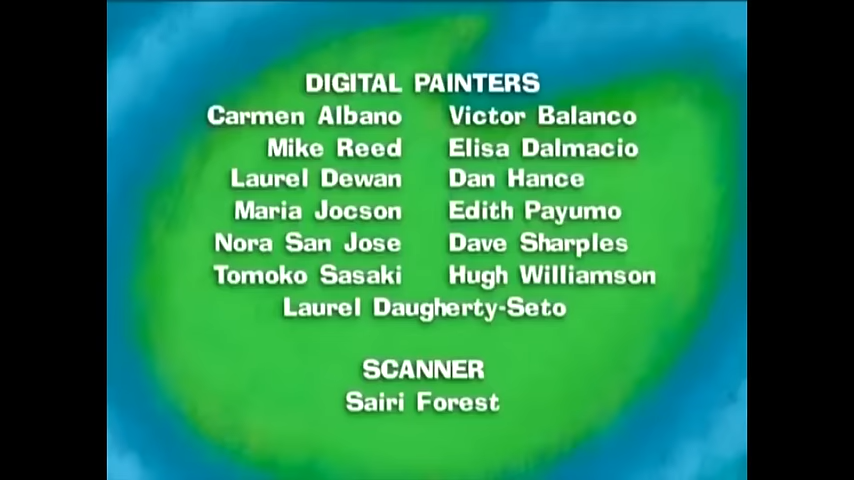 DIGITAL PAINTERS
Carmen Albano Victor Balanco
Mike Reed Elisa Dalmacio
Laurel Dewan Dan Hance
Maria Jocson Edith Payumo
Nora San Jose Dave Sharples
Tomoko Sasaki Hugh Williamson
Laurel Daugherty-Seto
SCANNER
Sairi Forest